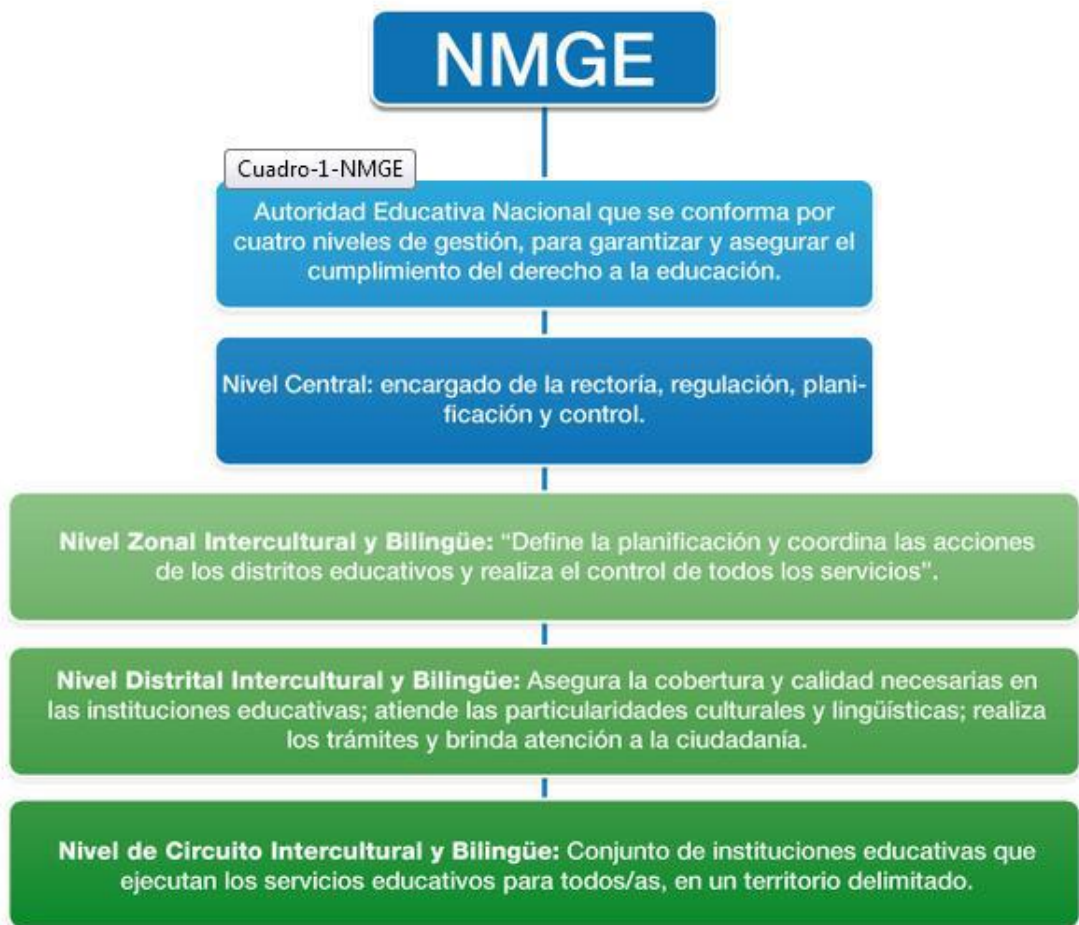 NMGE
Cuadro-1-NMGE
Autoridad Educativa Nacional que se conforma por
cuatro niveles de gestión, para garantizar y asegurar el
cumplimiento del derecho a la educación.
Nivel Central: encargado de la rectoría, regulación, plani-
ficación y control.
Nivel Zonal Intercultural y Bilingüe: “Define la planificación y coordina las acciones
de los distritos educativos y realiza el control de todos los servicios”.
Nivel Distrital Intercultural y Bilingüe: Asegura la cobertura y calidad necesarias en
las instituciones educativas; atiende las particularidades culturales y lingüísticas; realiza
los trámites y brinda atención a la ciudadanía.
Nivel de Circuito Intercultural y Bilingüe: Conjunto de instituciones educativas que
ejecutan los servicios educativos para todos/as, en un territorio delimitado.